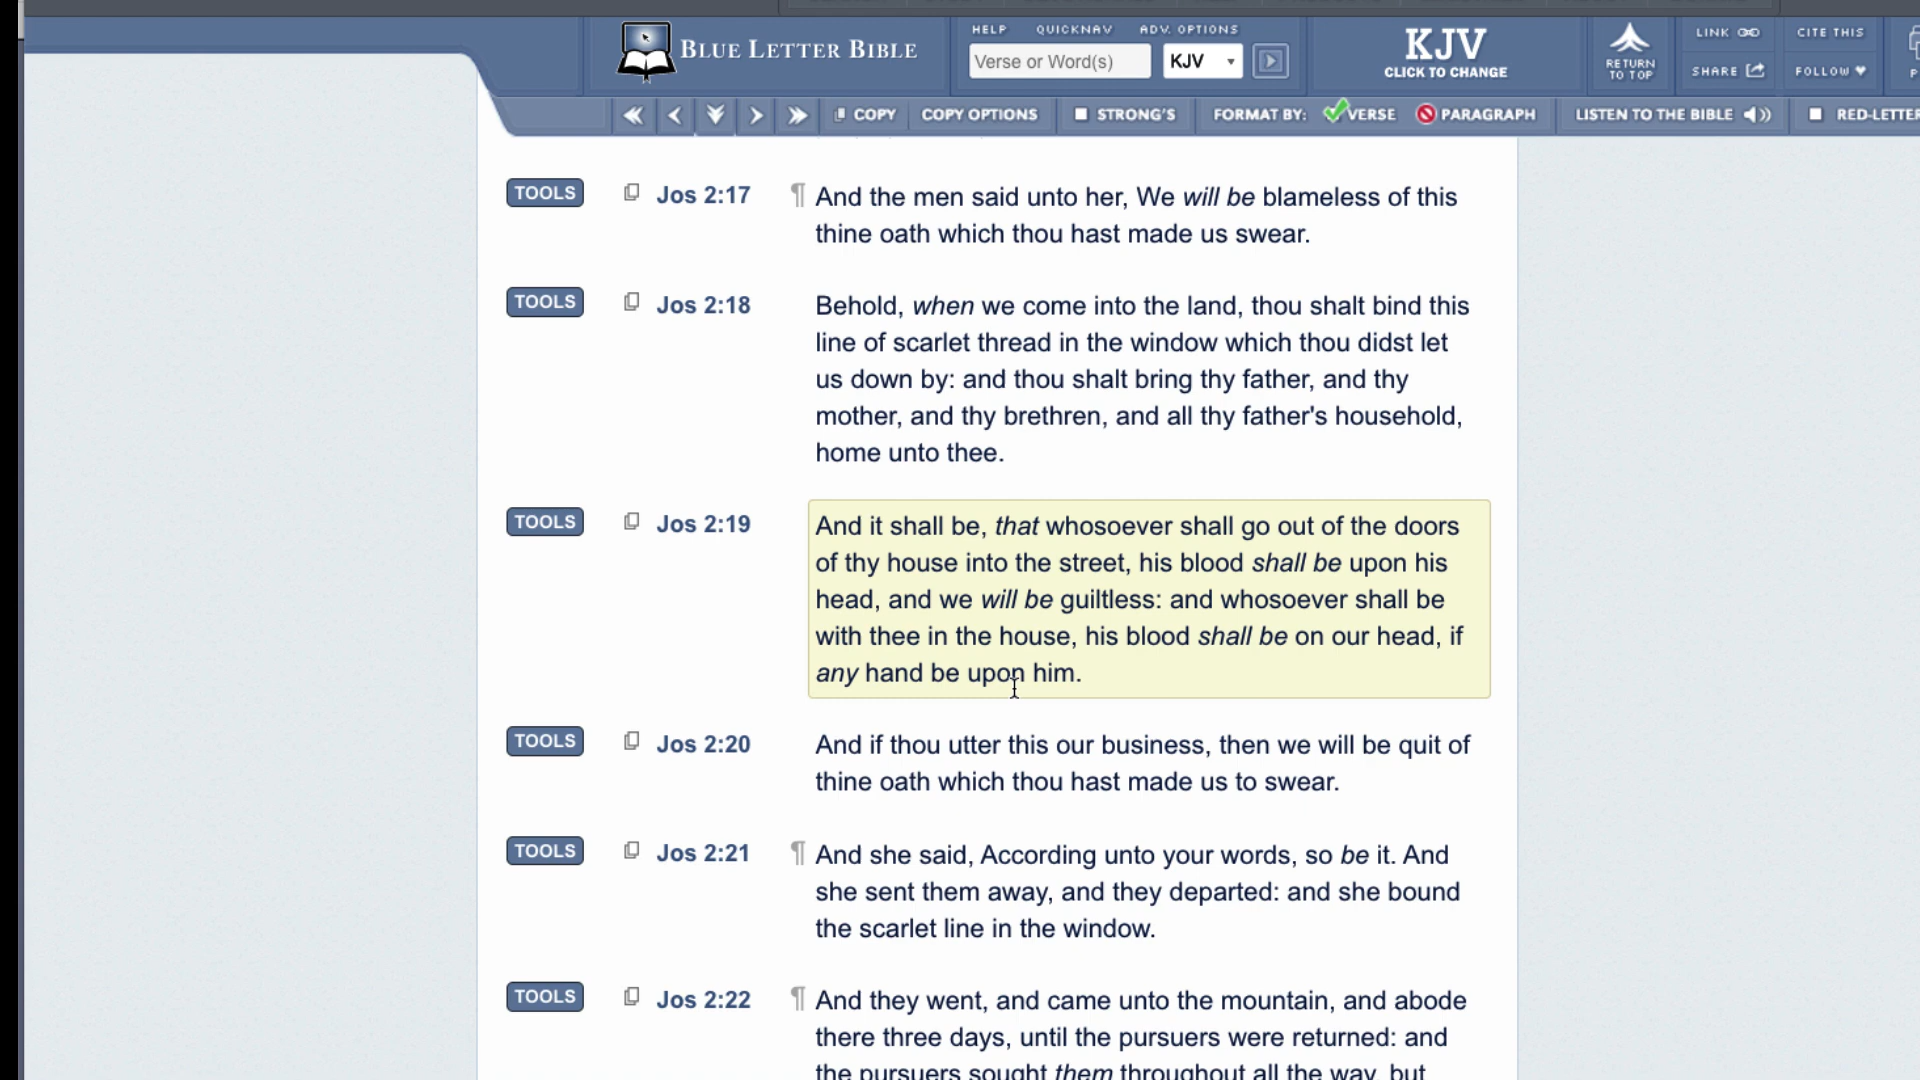 HELP QUICKNAV ADV. OPTIONS
BLUE LETTER BIBLE
Verse or Word(s)
KJV
KJV
CLICK TO CHANGE
RETURN
TO TOP
LINK
CITE THIS
SHARE
FOLLOW
COPY COPY OPTIONS STRONG'S FORMAT BY: VERSE PARAGRAPH LISTEN TO THE BIBLE RED-LETTER
TOOLS Jos 2:17 ¶ And the men said unto her, We will be blameless of this
thine oath which thou hast made us swear.
TOOLS Jos 2:18 Behold, when we come into the land, thou shalt bind this
line of scarlet thread in the window which thou didst let
us down by: and thou shalt bring thy father, and thy
mother, and thy brethren, and all thy father's household,
home unto thee.
TOOLS Jos 2:19 And it shall be, that whosoever shall go out of the doors
of thy house into the street, his blood shall be upon his
head, and we will be guiltless: and whosoever shall be
with thee in the house, his blood shall be on our head, if
any hand be upon him.
TOOLS Jos 2:20 And if thou utter this our business, then we will be quit of
thine oath which thou hast made us to swear.
TOOLS Jos 2:21 ¶ And she said, According unto your words, so be it. And
she sent them away, and they departed: and she bound
the scarlet line in the window.
TOOLS Jos 2:22 ¶ And they went, and came unto the mountain, and abode
there three days, until the pursuers were returned: and
the pursuers sought them throughout all the way, but